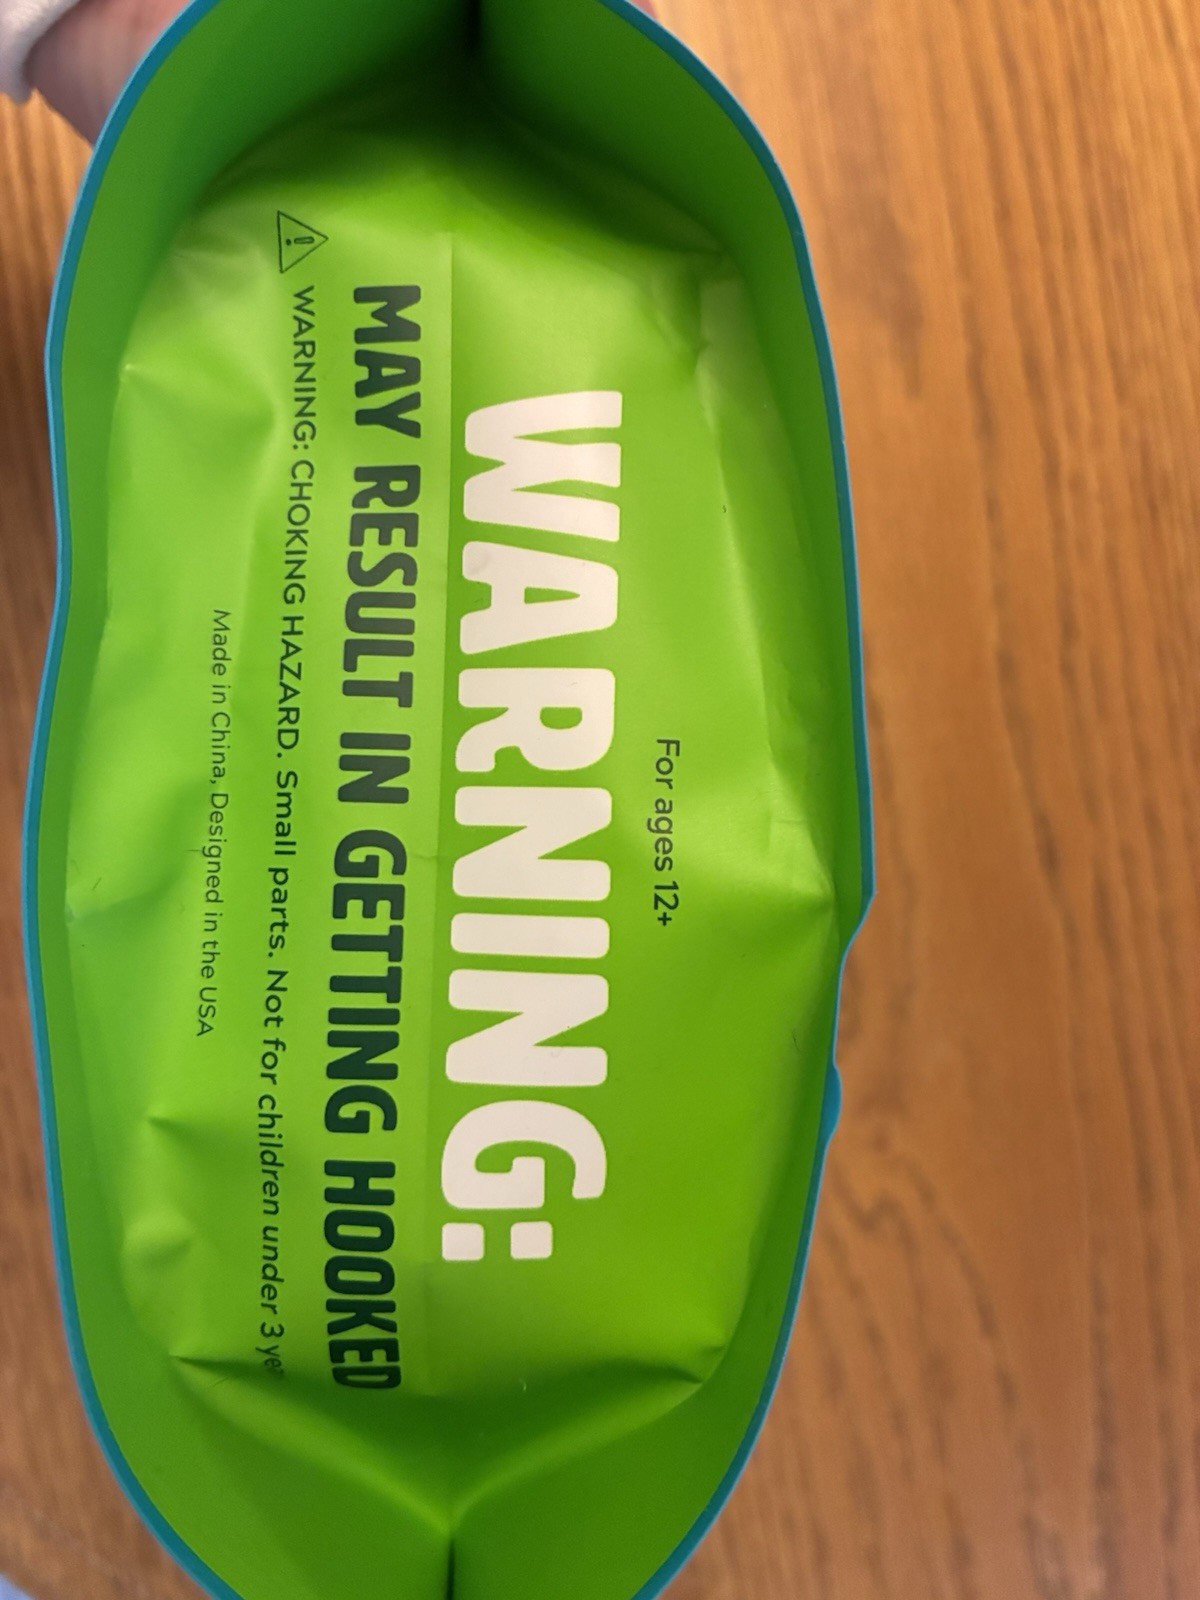 For ages 12+
WARNING:
MAY RESULT IN GETTING HOOKED
WARNING: CHOKING HAZARD. Small parts. Not for children under 3
Made in China, Designed in the USA